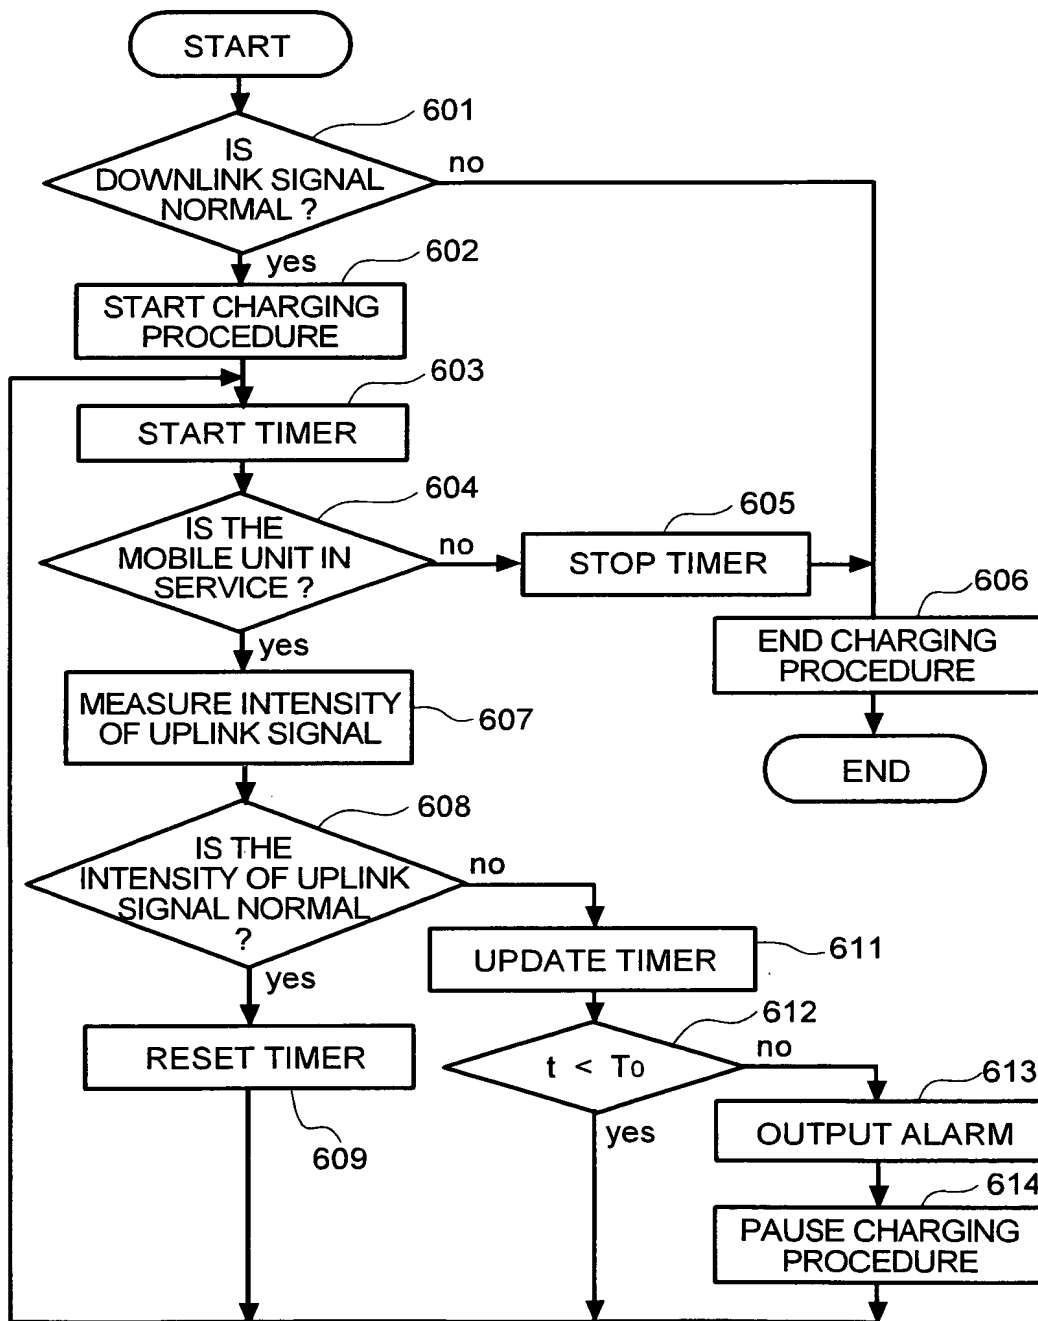 START
601
IS
DOWNLINK SIGNAL
NORMAL ?
no
yes
602
START CHARGING
PROCEDURE
603
START TIMER
604
IS THE
MOBILE UNIT IN
SERVICE ?
no
605
STOP TIMER
606
END CHARGING
PROCEDURE
END
yes
MEASURE INTENSITY
OF UPLINK SIGNAL
607
608
IS THE
INTENSITY OF UPLINK
SIGNAL NORMAL
?
no
yes
UPDATE TIMER
611
RESET TIMER
609
612
t < T0
no
yes
613
OUTPUT ALARM
614
PAUSE CHARGING
PROCEDURE